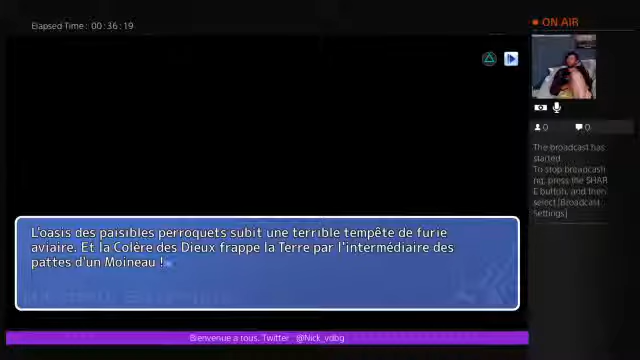 Elapsed Time : 00:36:19
ON AIR
0
0
The broadcast has
started.
To stop broadcasti
ng, press the SHAR
E button, and then
select [Broadcast
Settings]
L'oasis des paisibles perroquets subit une terrible tempête de furie
aviaire. Et la Colère des Dieux frappe la Terre par l'intermédiaire des
pattes d'un Moineau !
Bienvenue a tous. Twitter : @Nick_vdbg